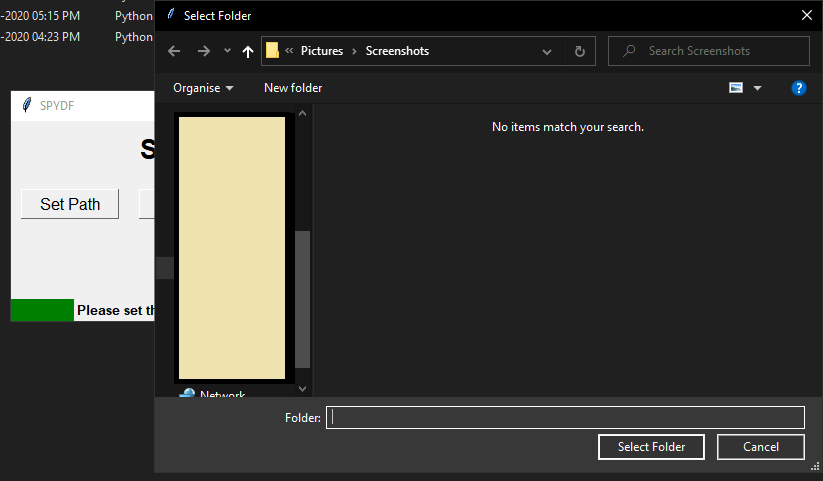 -2020 05:15 PM Python
-2020 04:23 PM Python
SPYDF
S
Set Path
Please set th
Select Folder
« Pictures › Screenshots
Search Screenshots
Organise New folder
?
No items match your search.
Network
Folder:
Select Folder Cancel